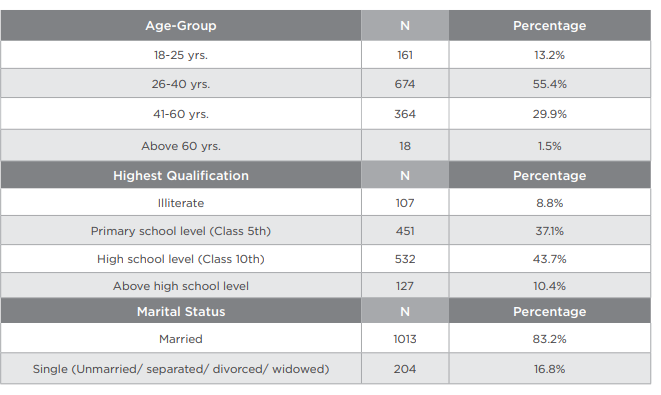 Age-Group N Percentage
18-25 yrs. 161 13.2%
26-40 yrs. 674 55.4%
41-60 yrs. 364 29.9%
Above 60 yrs. 18 1.5%
Highest Qualification N Percentage
Illiterate 107 8.8%
Primary school level (Class 5th) 451 37.1%
High school level (Class 10th) 532 43.7%
Above high school level 127 10.4%
Marital Status N Percentage
Married 1013 83.2%
Single (Unmarried/ separated/ divorced/ widowed) 204 16.8%